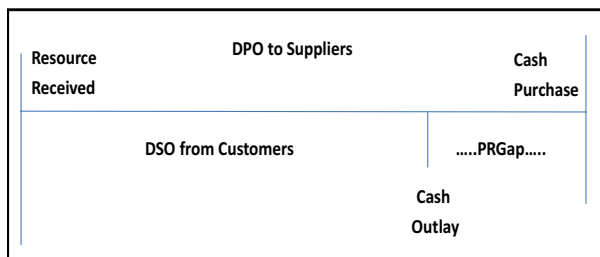 DPO to Suppliers
Resource
Received
Cash
Purchase
DSO from Customers
…..PRGap…..
Cash
Outlay